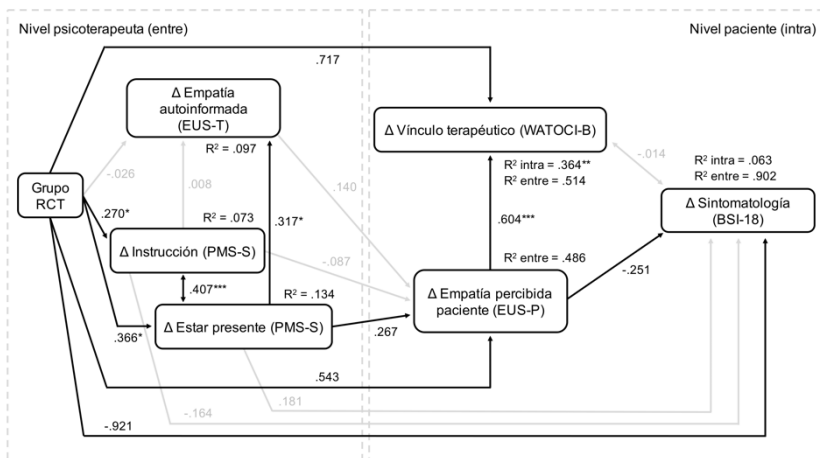 Nivel psicoterapeuta (entre)
Nivel paciente (intra)
.717
Δ Empatía
autoinformada
(EUS-T)
Δ Vínculo terapéutico (WATOCI-B)
R² = .097
-.026
.008
.140
R² intra = .364**
R² entre = .514
-.014
R² intra = .063
R² entre = .902
Grupo
RCT
.270*
R² = .073
.317*
.604***
Δ Sintomatología
(BSI-18)
Δ Instrucción (PMS-S)
-.087
R² entre = .486
-.251
.407***
R² = .134
Δ Empatía percibida
paciente (EUS-P)
.366*
Δ Estar presente (PMS-S)
.267
.543
.181
-.164
-.921